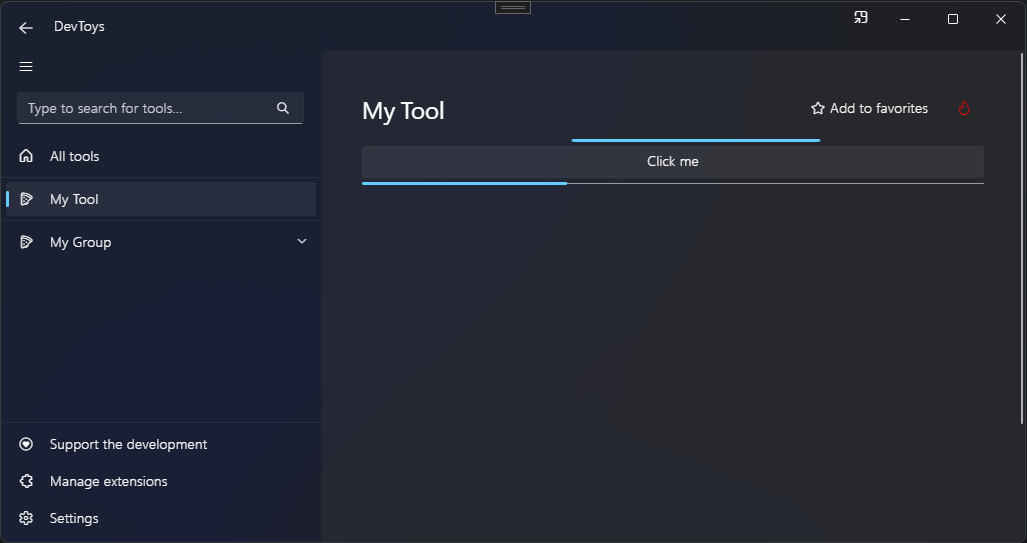 DevToys
Type to search for tools...
All tools
My Tool
My Group
Support the development
Manage extensions
Settings
My Tool
Add to favorites
Click me